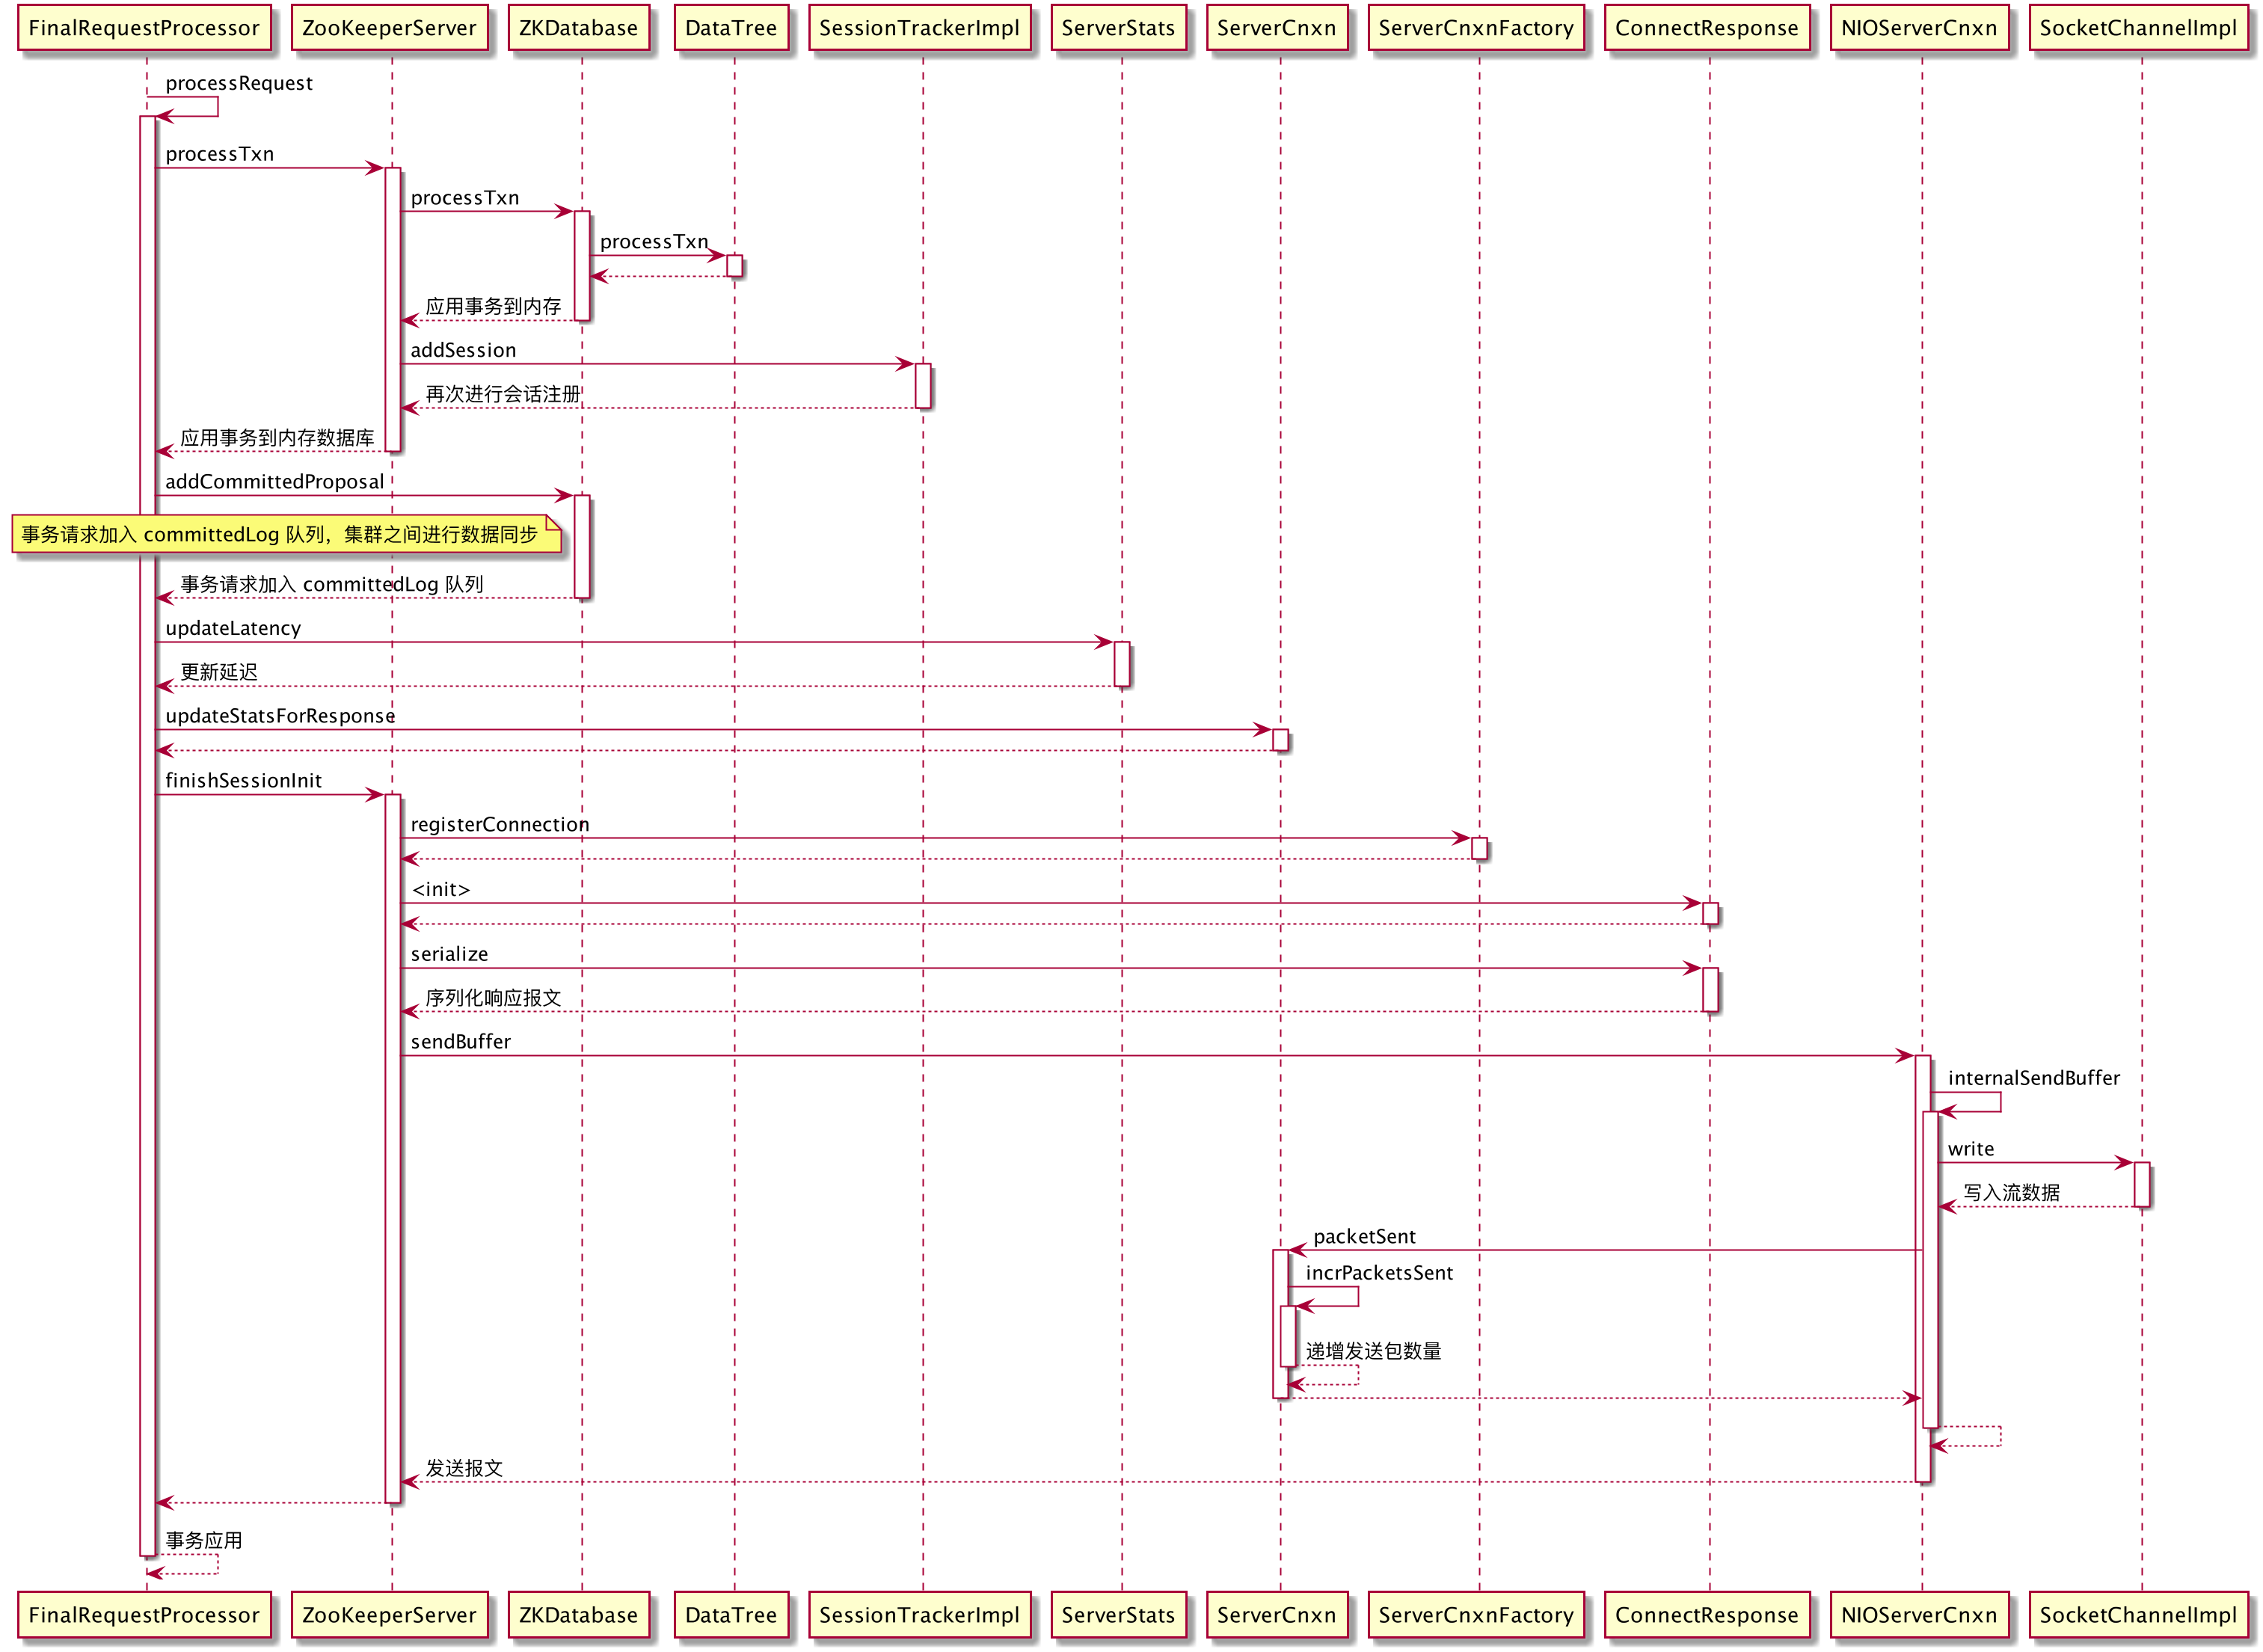 FinalRequestProcessor ZooKeeperServer ZKDatabase DataTree SessionTrackerImpl ServerStats ServerCnxn ServerCnxnFactory ConnectResponse NIOServerCnxn SocketChannelImpl
processRequest
processTxn
processTxn
processTxn
应用事务到内存
addSession
再次进行会话注册
应用事务到内存数据库
addCommittedProposal
事务请求加入 committedLog 队列，集群之间进行数据同步
事务请求加入 committedLog 队列
updateLatency
更新延迟
updateStatsForResponse
finishSessionInit
registerConnection
<init>
serialize
序列化响应报文
sendBuffer
internalSendBuffer
write
写入流数据
packetSent
incrPacketsSent
递增发送包数量
发送报文
事务应用
FinalRequestProcessor ZooKeeperServer ZKDatabase DataTree SessionTrackerImpl ServerStats ServerCnxn ServerCnxnFactory ConnectResponse NIOServerCnxn SocketChannelImpl